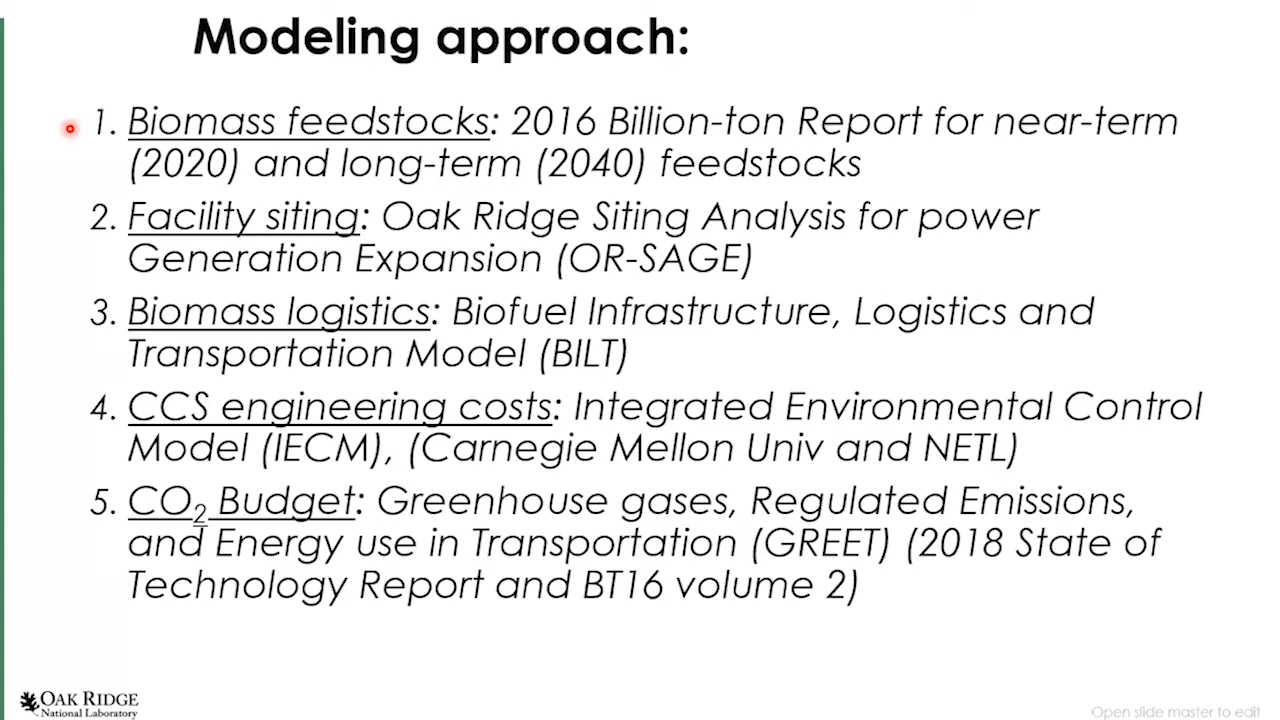 Modeling approach:
1. Biomass feedstocks: 2016 Billion-ton Report for near-term
(2020) and long-term (2040) feedstocks
2. Facility siting: Oak Ridge Siting Analysis for power
Generation Expansion (OR-SAGE)
3. Biomass logistics: Biofuel Infrastructure, Logistics and
Transportation Model (BILT)
4. CCS engineering costs: Integrated Environmental Control
Model (IECM), (Carnegie Mellon Univ and NETL)
5. CO₂ Budget: Greenhouse gases, Regulated Emissions,
and Energy use in Transportation (GREET) (2018 State of
Technology Report and BT16 volume 2)
OAK RIDGE
National Laboratory
Open slide master to edit